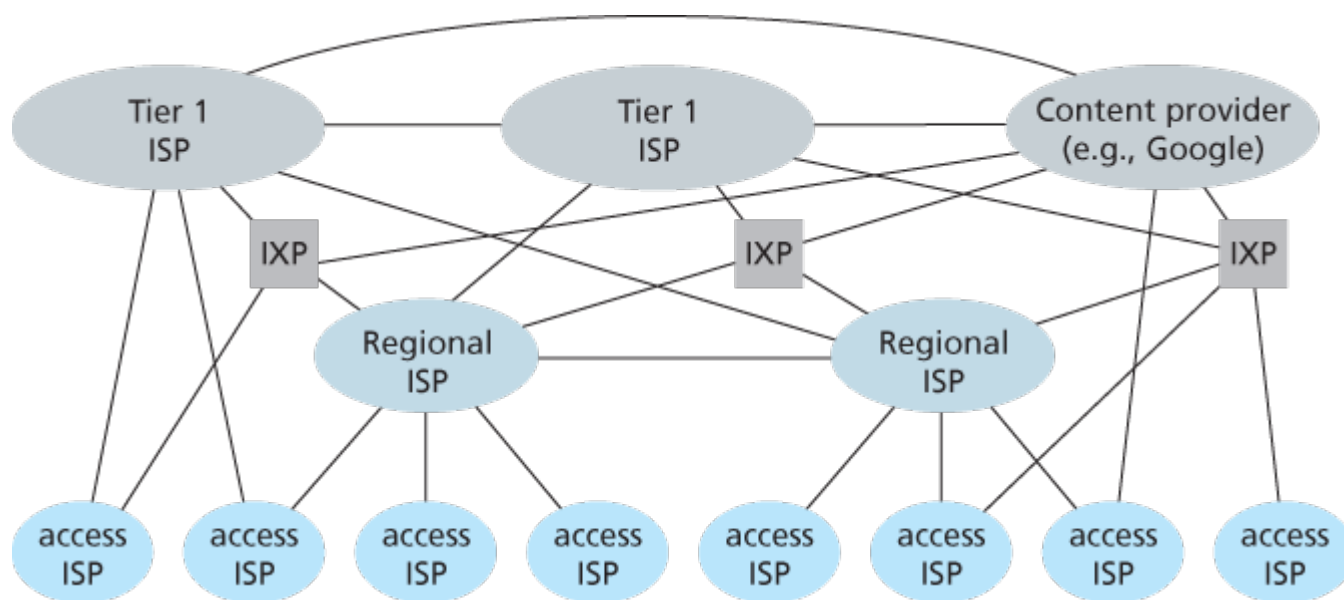 Tier 1
ISP
Tier 1
ISP
Content provider
(e.g., Google)
IXP
IXP
IXP
Regional
ISP
Regional
ISP
access
ISP
access
ISP
access
ISP
access
ISP
access
ISP
access
ISP
access
ISP
access
ISP